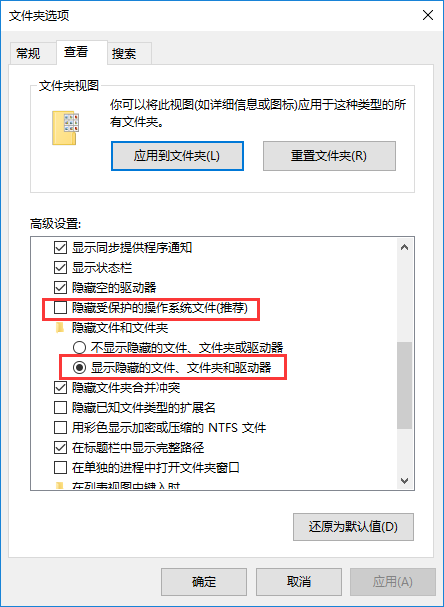 文件夹选项
常规
查看
搜索
文件夹视图
你可以将此视图(如详细信息或图标)应用于这种类型的所
有文件夹。
应用到文件夹(L)
重置文件夹(R)
高级设置:
显示同步提供程序通知
显示状态栏
隐藏空的驱动器
隐藏受保护的操作系统文件(推荐)
隐藏文件和文件夹
不显示隐藏的文件、文件夹或驱动器
显示隐藏的文件、文件夹和驱动器
隐藏文件夹合并冲突
隐藏已知文件类型的扩展名
用彩色显示加密或压缩的 NTFS 文件
在标题栏中显示完整路径
在单独的进程中打开文件夹窗口
在列表视图中键入时
还原为默认值(D)
确定
取消
应用(A)